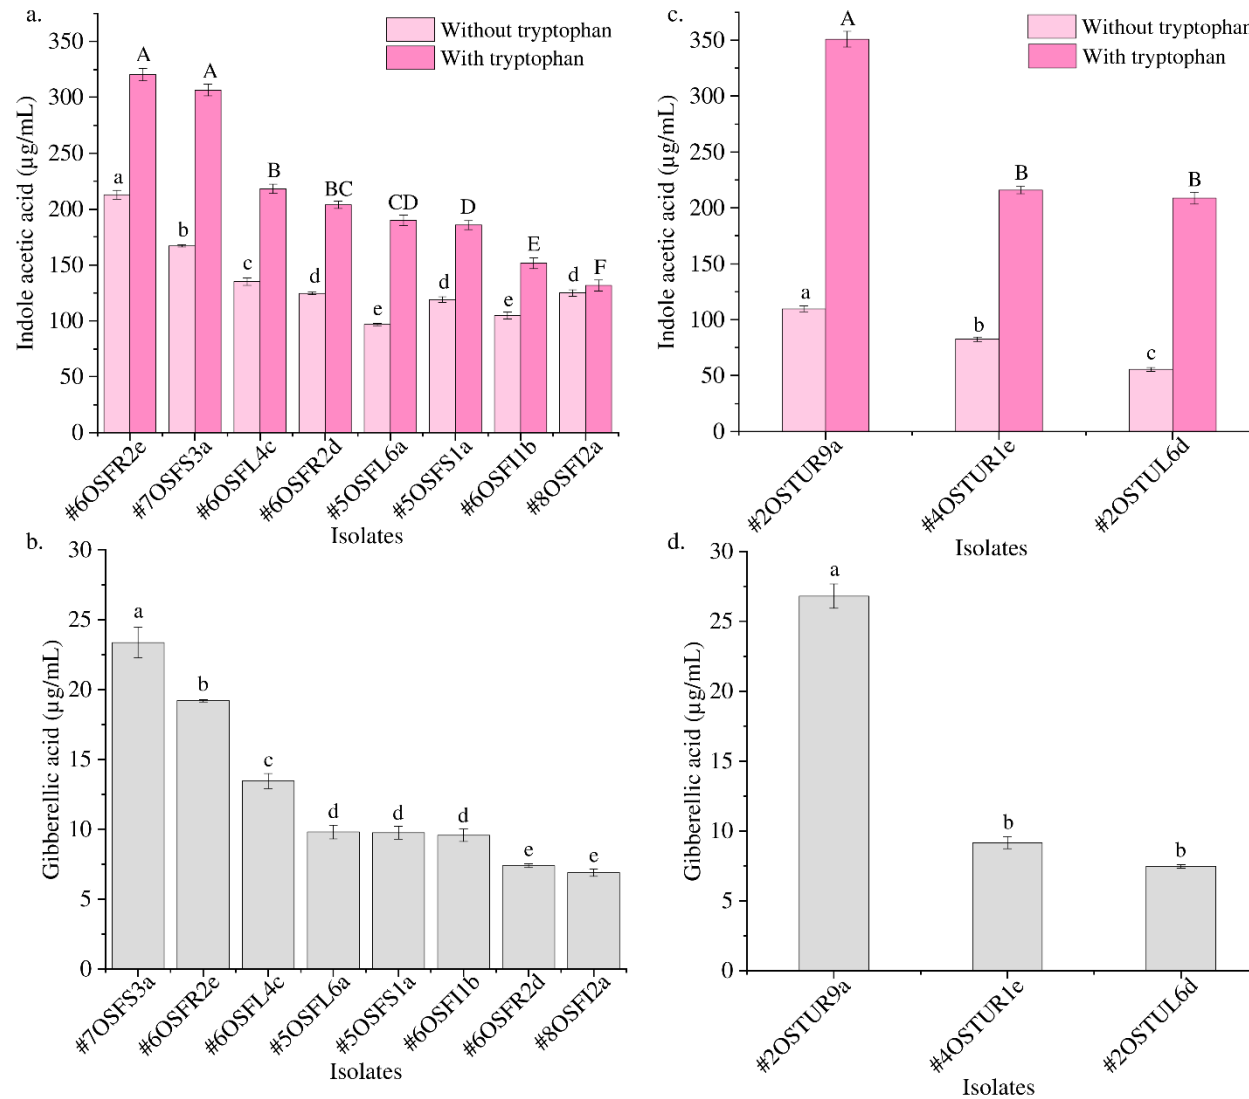 a.
Without tryptophan
With tryptophan
Indole acetic acid (µg/mL)
350
300
250
200
150
100
50
0
a
A
b
A
c
B
d
BC
e
CD
d
D
e
E
d
F
#6OSFR2e
#7OSFS3a
#6OSFL4c
#6OSFR2d
#5OSFL6a
#5OSFS1a
#6OSFI1b
#8OSFI2a
Isolates
c.
Without tryptophan
With tryptophan
Indole acetic acid (µg/mL)
350
300
250
200
150
100
50
0
a
A
b
B
c
B
#2OSTUR9a
#4OSTUR1e
#2OSTUL6d
Isolates
b.
Gibberellic acid (µg/mL)
30
25
20
15
10
5
0
a
b
c
d
d
d
e
e
#7OSFS3a
#6OSFR2e
#6OSFL4c
#5OSFL6a
#5OSFS1a
#6OSFI1b
#6OSFR2d
#8OSFI2a
Isolates
d.
Gibberellic acid (µg/mL)
30
25
20
15
10
5
0
a
b
b
#2OSTUR9a
#4OSTUR1e
#2OSTUL6d
Isolates